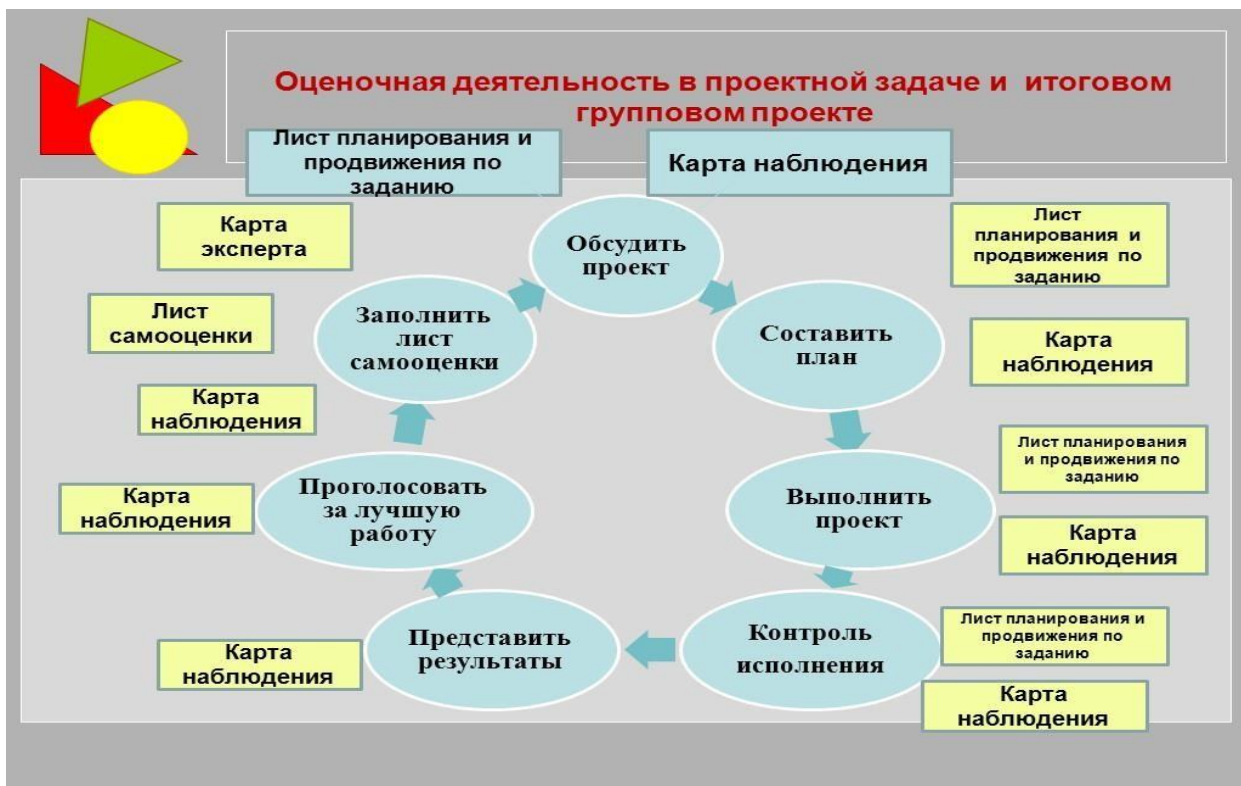 Оценочная деятельность в проектной задаче и итоговом
групповом проекте
Лист планирования и
продвижения по
заданию
Карта наблюдения
Карта
эксперта
Обсудить
проект
Лист
планирования и
продвижения по
заданию
Лист
самооценки
Заполнить
лист
самооценки
Составить
план
Карта
наблюдения
Карта
наблюдения
Лист планирования
и продвижения по
заданию
Карта
наблюдения
Проголосовать
за лучшую
работу
Выполнить
проект
Карта
наблюдения
Карта
наблюдения
Представить
результаты
Контроль
исполнения
Лист планирования и
продвижения по
заданию
Карта
наблюдения